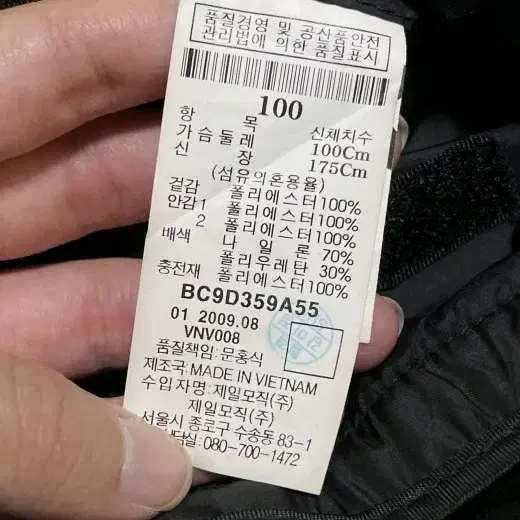 품질경영 및 공산품안전
관리법에 의한 품질표시
100
항 목 신체치수
가슴둘레 100Cm
신 장 175Cm
(섬유의혼용율)
겉감 폴리에스터100%
안감1 폴리에스터100%
2 폴리에스터100%
배색 나 일 론 70%
폴리우레탄 30%
충전재 폴리에스터100%
BC9D359A55
01 2009.08
VNV008
품질책임:문홍식
제조국:MADE IN VIETNAM
수입자명:제일모직(주)
제일모직(주)
서울시 종로구 수송동 83-1
담:080-700-1472